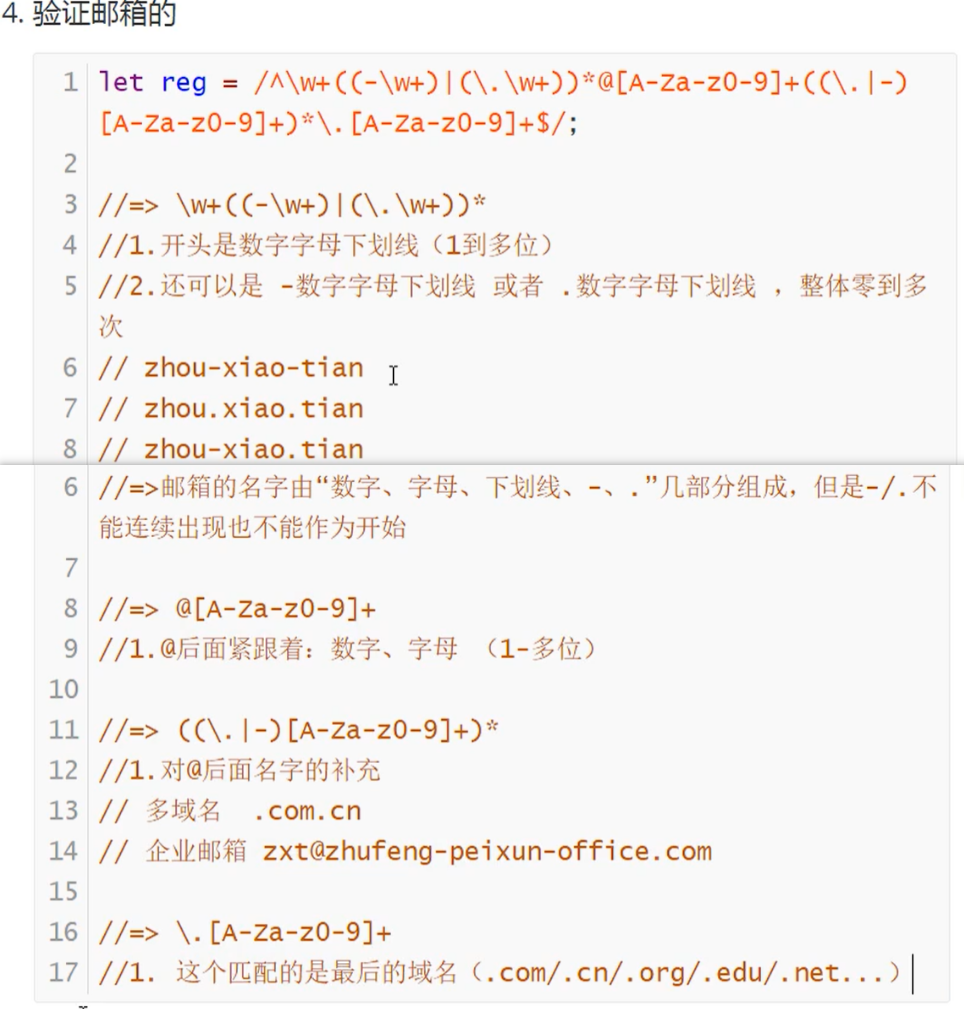 4. 验证邮箱的
1 let reg = /^\w+((-\w+)|(\.\w+))*@[A-Za-z0-9]+((\.|-)
[A-Za-z0-9]+)*\.[A-Za-z0-9]+$/;
2
3 //=> \w+((-\w+)|(\.\w+))*
4 //1.开头是数字字母下划线（1到多位）
5 //2.还可以是 -数字字母下划线 或者 .数字字母下划线 ，整体零到多
次
6 // zhou-xiao-tian
7 // zhou.xiao.tian
8 // zhou-xiao.tian
6 //=>邮箱的名字由“数字、字母、下划线、-、.”几部分组成，但是-/.不
能连续出现也不能作为开始
7
8 //=> @[A-Za-z0-9]+
9 //1.@后面紧跟着：数字、字母 （1-多位）
10
11 //=> ((\.|-)[A-Za-z0-9]+)*
12 //1.对@后面名字的补充
13 // 多域名  .com.cn
14 // 企业邮箱 zxt@zhufeng-peixun-office.com
15
16 //=> \.[A-Za-z0-9]+
17 //1. 这个匹配的是最后的域名（.com/.cn/.org/.edu/.net...）